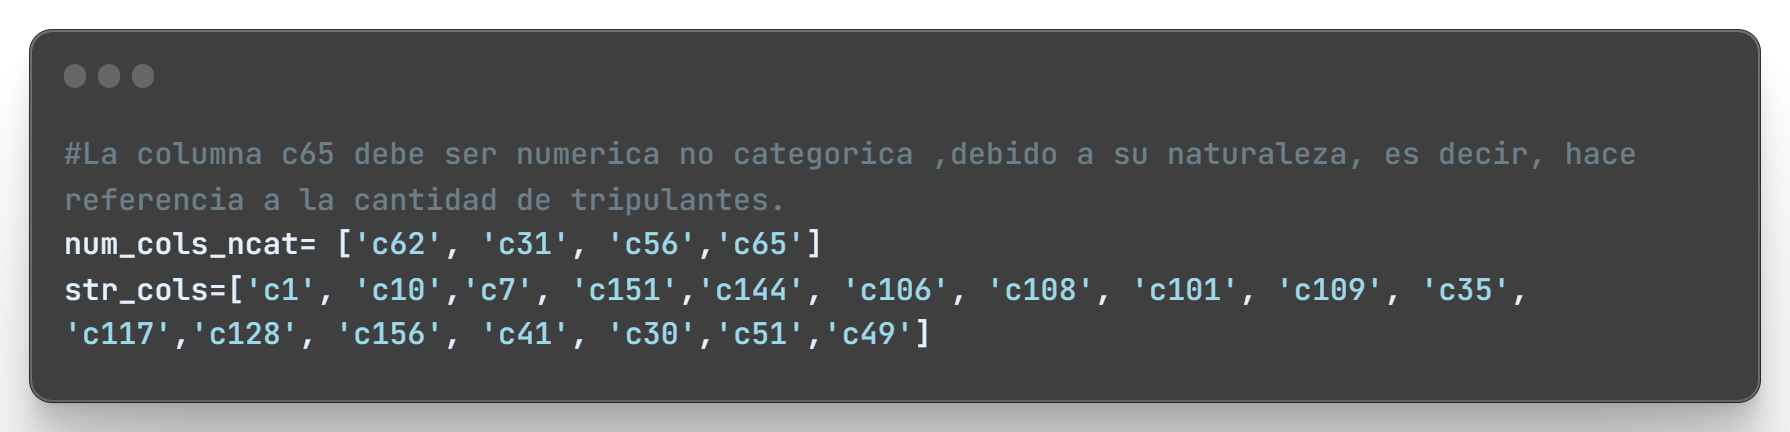 #La columna c65 debe ser numerica no categorica ,debido a su naturaleza, es decir, hace
referencia a la cantidad de tripulantes.
num_cols_ncat= ['c62', 'c31', 'c56','c65']
str_cols=['c1', 'c10','c7', 'c151','c144', 'c106', 'c108', 'c101', 'c109', 'c35',
'c117','c128', 'c156', 'c41', 'c30','c51','c49']